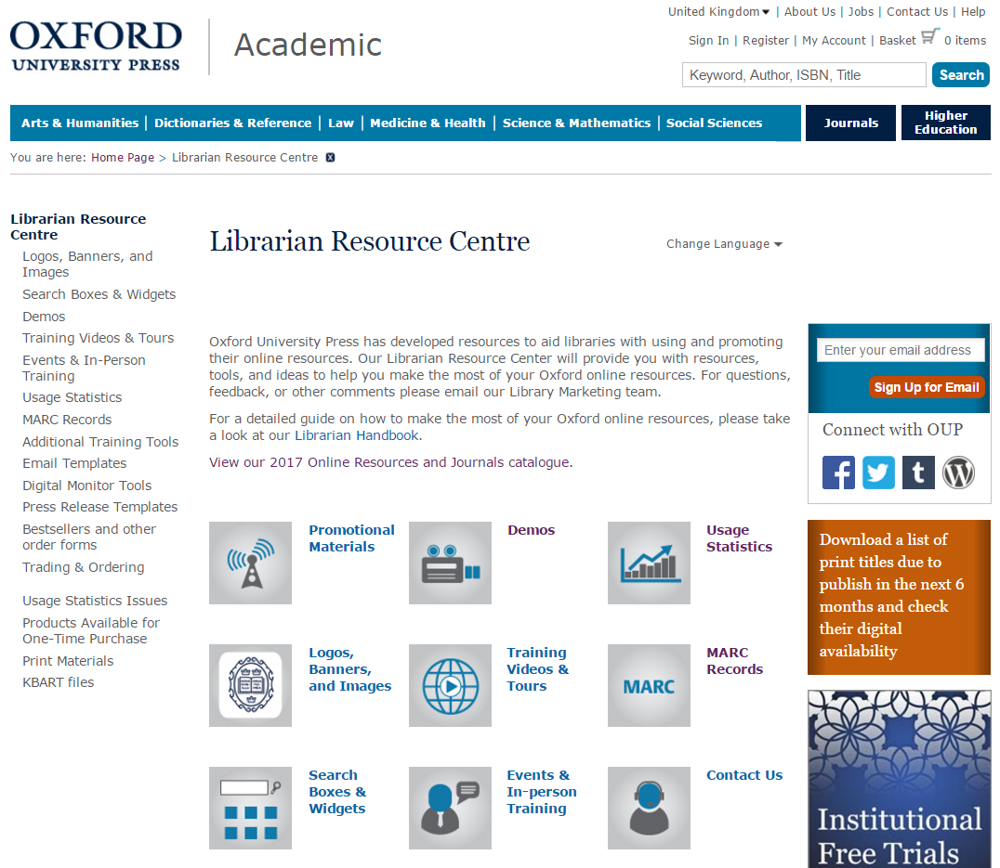 OXFORD
UNIVERSITY PRESS
Academic
United Kingdom | About Us | Jobs | Contact Us | Help
Sign In | Register | My Account | Basket 0 items
Keyword, Author, ISBN, Title
Search
Arts & Humanities | Dictionaries & Reference | Law | Medicine & Health | Science & Mathematics | Social Sciences
Journals
Higher
Education
You are here: Home Page > Librarian Resource Centre x
Librarian Resource
Centre
Logos, Banners, and
Images
Search Boxes & Widgets
Demos
Training Videos & Tours
Events & In-Person
Training
Usage Statistics
MARC Records
Additional Training Tools
Email Templates
Digital Monitor Tools
Press Release Templates
Bestsellers and other
order forms
Trading & Ordering
Usage Statistics Issues
Products Available for
One-Time Purchase
Print Materials
KBART files
Librarian Resource Centre
Change Language
Oxford University Press has developed resources to aid libraries with using and promoting
their online resources. Our Librarian Resource Center will provide you with resources,
tools, and ideas to help you make the most of your Oxford online resources. For questions,
feedback, or other comments please email our Library Marketing team.
For a detailed guide on how to make the most of your Oxford online resources, please take
a look at our Librarian Handbook.
View our 2017 Online Resources and Journals catalogue.
Promotional
Materials
Demos
Usage
Statistics
Logos,
Banners,
and Images
Training
Videos &
Tours
MARC
MARC
Records
Search
Boxes &
Widgets
Events &
In-person
Training
Contact Us
Enter your email address
Sign Up for Email
Connect with OUP
f
t
W
Download a list of
print titles due to
publish in the next 6
months and check
their digital
availability
Institutional
Free Trials